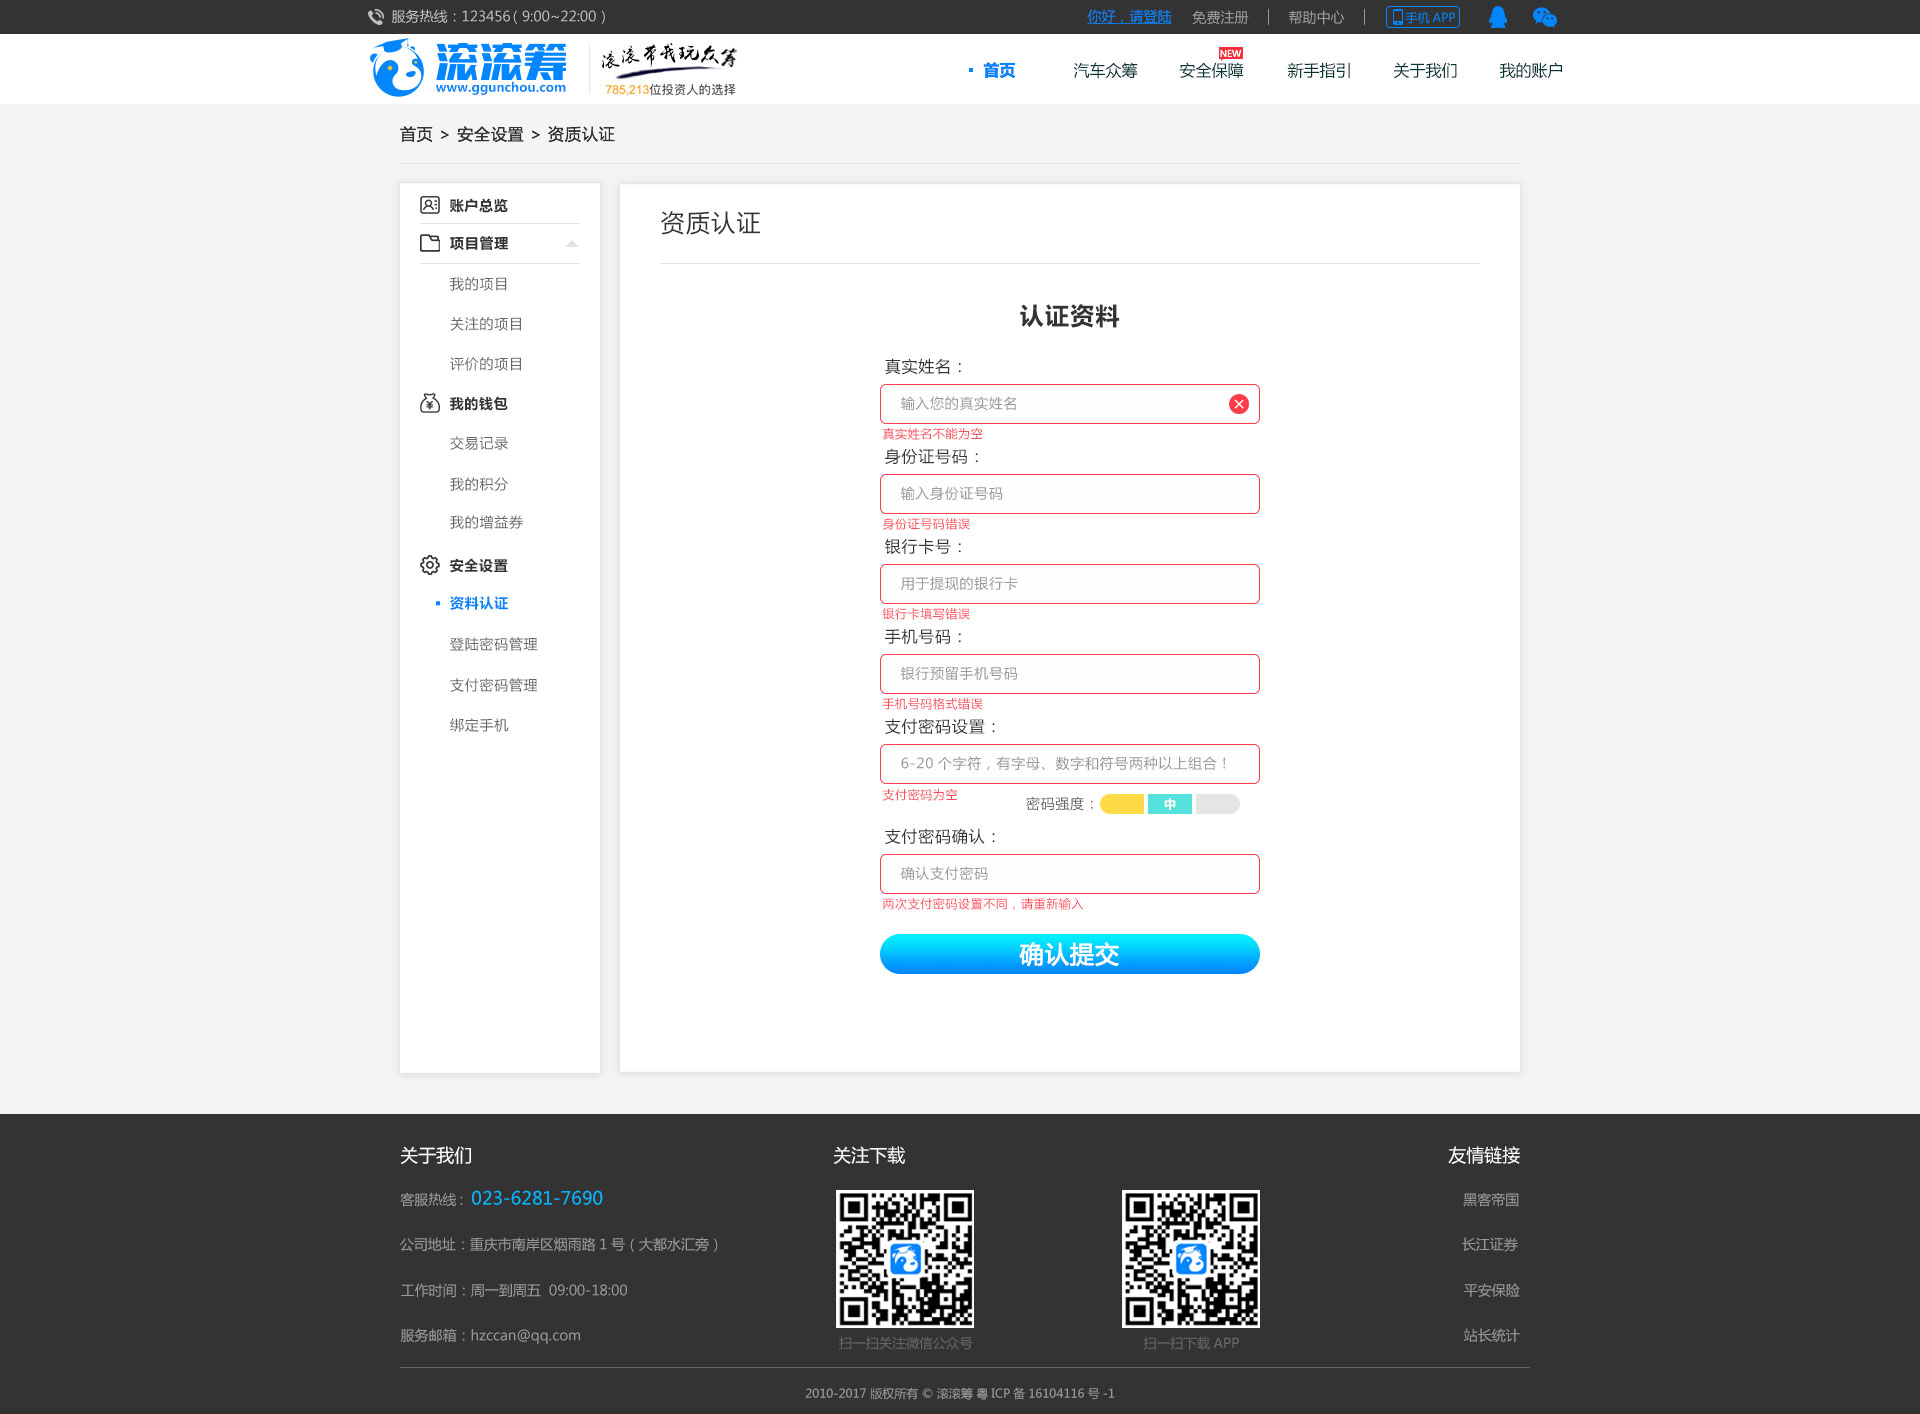 服务热线：123456（9:00~22:00）
你好，请登陆 免费注册 帮助中心 手机 APP
滚滚筹
www.ggunchou.com
滚滚带我玩众筹
785,213位投资人的选择
首页 汽车众筹 安全保障 NEW 新手指引 关于我们 我的账户
首页 > 安全设置 > 资质认证
账户总览
项目管理
我的项目
关注的项目
评价的项目
我的钱包
交易记录
我的积分
我的增益券
安全设置
资料认证
登陆密码管理
支付密码管理
绑定手机
资质认证
认证资料
真实姓名：
输入您的真实姓名
真实姓名不能为空
身份证号码：
输入身份证号码
身份证号码错误
银行卡号：
用于提现的银行卡
银行卡填写错误
手机号码：
银行预留手机号码
手机号码格式错误
支付密码设置：
6-20 个字符，有字母、数字和符号两种以上组合！
支付密码为空
密码强度： 中
支付密码确认：
确认支付密码
两次支付密码设置不同，请重新输入
确认提交
关于我们
客服热线：023-6281-7690
公司地址：重庆市南岸区烟雨路 1 号（大都水汇旁）
工作时间：周一到周五 09:00-18:00
服务邮箱：hzccan@qq.com
关注下载
扫一扫关注微信公众号
扫一扫下载 APP
友情链接
黑客帝国
长江证券
平安保险
站长统计
2010-2017 版权所有 © 滚滚筹 粤 ICP 备 16104116 号 -1